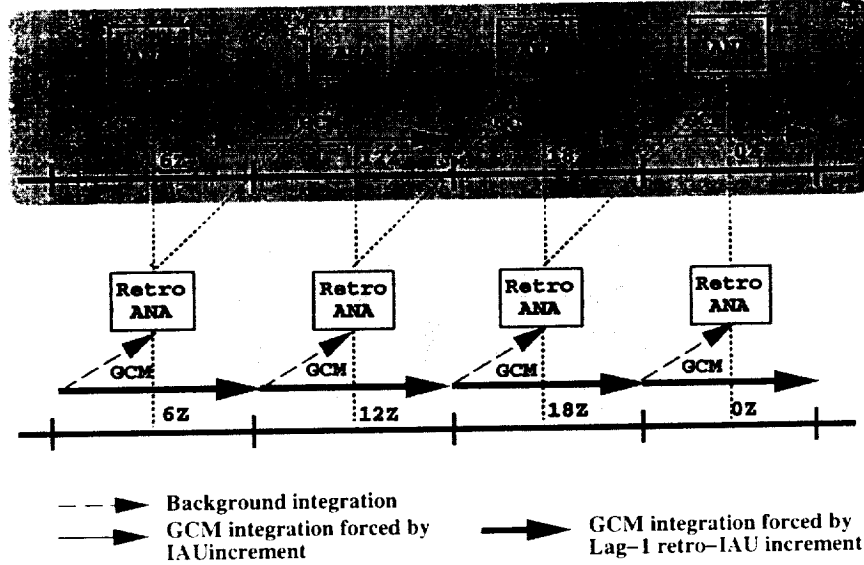 6Z 12Z 18Z 0Z
Retro ANA
Retro ANA
Retro ANA
Retro ANA
GCM GCM GCM GCM
6Z 12Z 18Z 0Z
Background integration
GCM integration forced by
IAUincrement
GCM integration forced by
Lag-1 retro-IAU increment